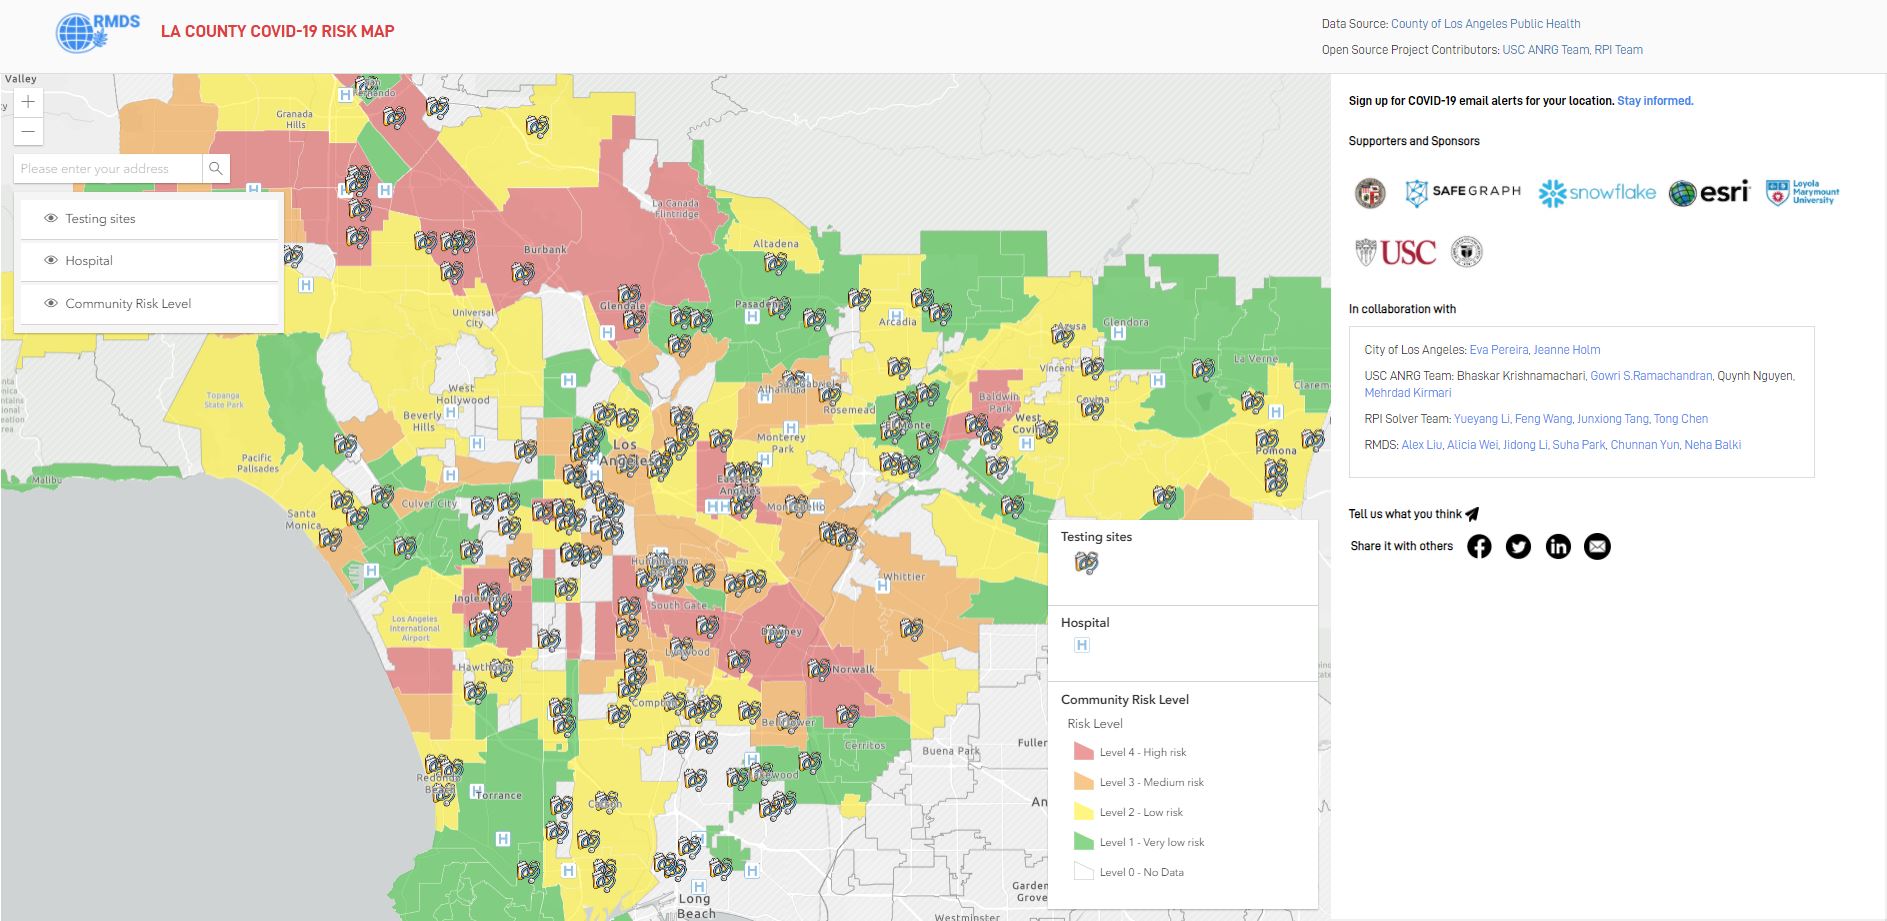 RMDS
LA COUNTY COVID-19 RISK MAP
Data Source: County of Los Angeles Public Health
Open Source Project Contributors: USC ANRG Team, RPI Team
Valley
Please enter your address
Testing sites
Hospital
Community Risk Level
Granada
Hills
Fernando
La Canada
Flintridge
Burbank
Altadena
Universal
City
Glendale
Pasadena
Arcadia
Azusa
Glendora
La Verne
Clarem
Topanga
State Park
West
Hollywood
Beverly
Hills
Alhambra
San Gabriel
Rosemead
Vincent
Covina
Baldwin
Park
West
Covina
El Monte
Monterey
Park
Los
Angeles
Pomona
Pacific
Palisades
Malibu
Santa
Monica
Culver City
East Los
Angeles
Montebello
Whittier
Huntington
Inglewood
South Gate
Los Angeles
International
Airport
Downey
Lynwood
Norwalk
Hawthorne
Compton
Bellflower
Cerritos
Buena Park
Fuller
Redondo
Beach
Torrance
Lakewood
Carson
An
Long
Beach
Garden
Grove
Westminster
Testing sites
Hospital
Community Risk Level
Risk Level
Level 4 - High risk
Level 3 - Medium risk
Level 2 - Low risk
Level 1 - Very low risk
Level 0 - No Data
Sign up for COVID-19 email alerts for your location. Stay informed.
Supporters and Sponsors
SAFEGRAPH
snowflake
esri
Loyola
Marymount
University
USC
In collaboration with
City of Los Angeles: Eva Pereira, Jeanne Holm
USC ANRG Team: Bhaskar Krishnamachari, Gowri S.Ramachandran, Quynh Nguyen,
Mehrdad Kirmari
RPI Solver Team: Yueyang Li, Feng Wang, Junxiong Tang, Tong Chen
RMDS: Alex Liu, Alicia Wei, Jidong Li, Suha Park, Chunnan Yun, Neha Balki
Tell us what you think
Share it with others